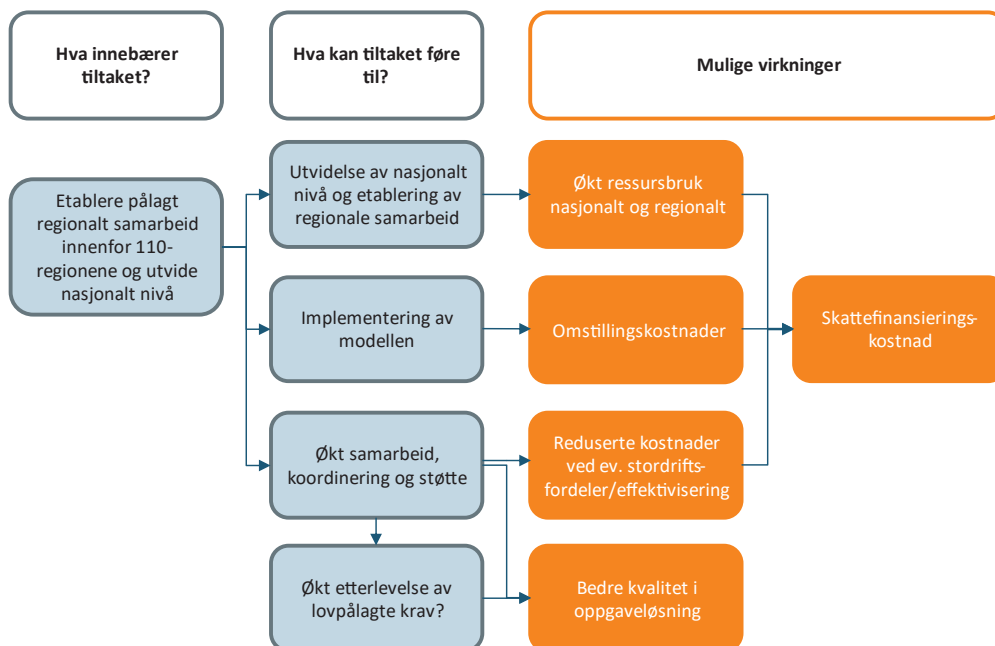 Hva innebærer
tiltaket?
Hva kan tiltaket føre
til?
Mulige virkninger
Etablere pålagt
regionalt samarbeid
innenfor 110-
regionene og utvide
nasjonalt nivå
Utvidelse av nasjonalt
nivå og etablering av
regionale samarbeid
Økt ressursbruk
nasjonalt og regionalt
Implementering av
modellen
Omstillingskostnader
Skattefinansierings-
kostnad
Økt samarbeid,
koordinering og støtte
Reduserte kostnader
ved ev. stordrifts-
fordeler/effektivisering
Økt etterlevelse av
lovpålagte krav?
Bedre kvalitet i
oppgaveløsning